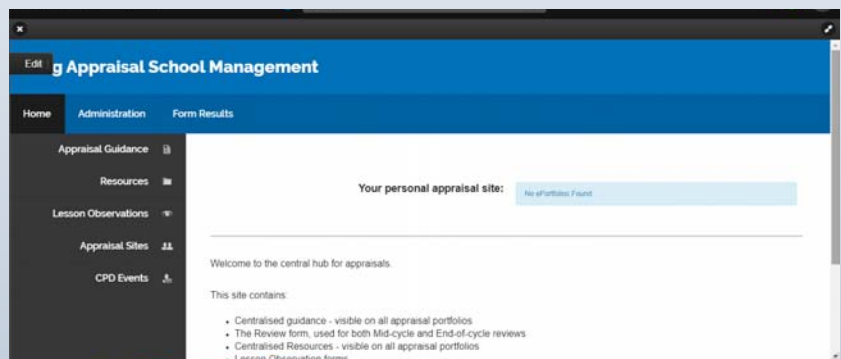 Edit
g Appraisal School Management
Home Administration Form Results
Appraisal Guidance
Resources
Lesson Observations
Appraisal Sites
CPD Events
Your personal appraisal site:
No ePortfolios Found
Welcome to the central hub for appraisals.
This site contains:
• Centralised guidance - visible on all appraisal portfolios
• The Review form, used for both Mid-cycle and End-of-cycle reviews
• Centralised Resources - visible on all appraisal portfolios
• Lesson Observation forms